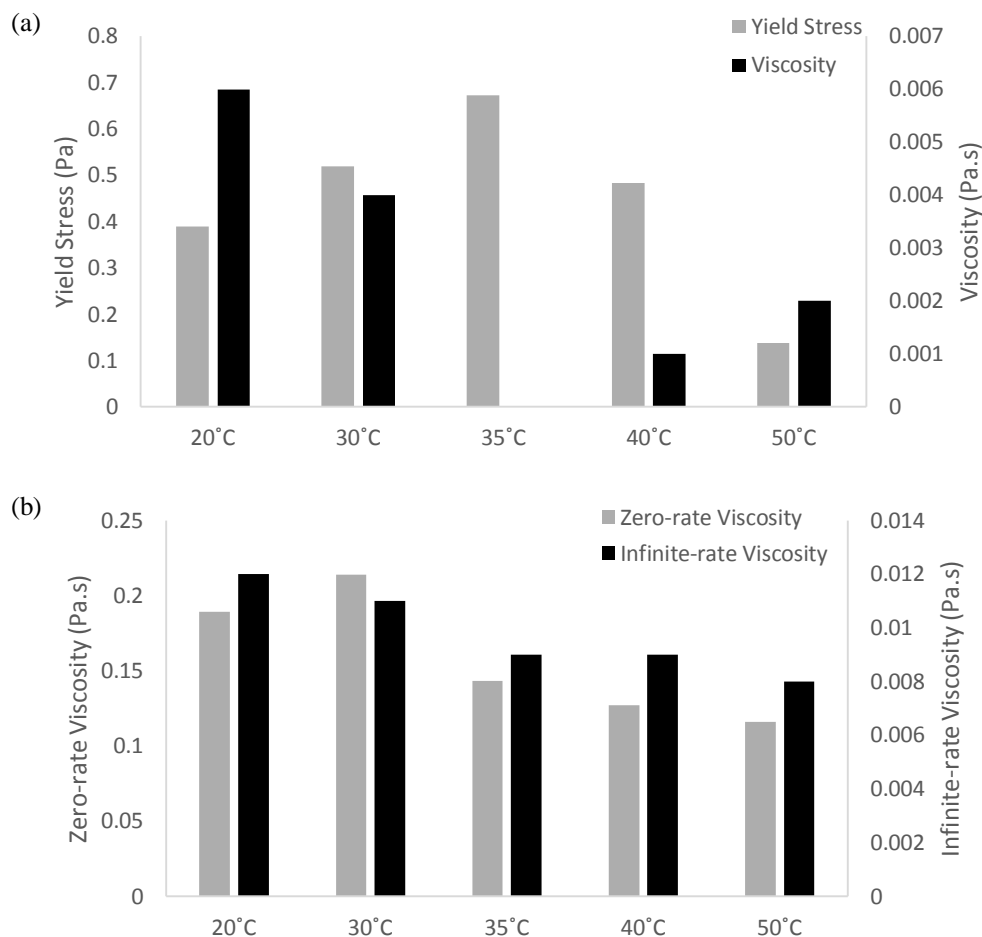 (a)
Yield Stress
Viscosity
0.8
0.7
0.6
0.5
0.4
0.3
0.2
0.1
0
Yield Stress (Pa)
0.007
0.006
0.005
0.004
0.003
0.002
0.001
0
Viscosity (Pa.s)
20˚C 30˚C 35˚C 40˚C 50˚C
(b)
Zero-rate Viscosity
Infinite-rate Viscosity
0.25
0.2
0.15
0.1
0.05
0
Zero-rate Viscosity (Pa.s)
0.014
0.012
0.01
0.008
0.006
0.004
0.002
0
Infinite-rate Viscosity (Pa.s)
20˚C 30˚C 35˚C 40˚C 50˚C